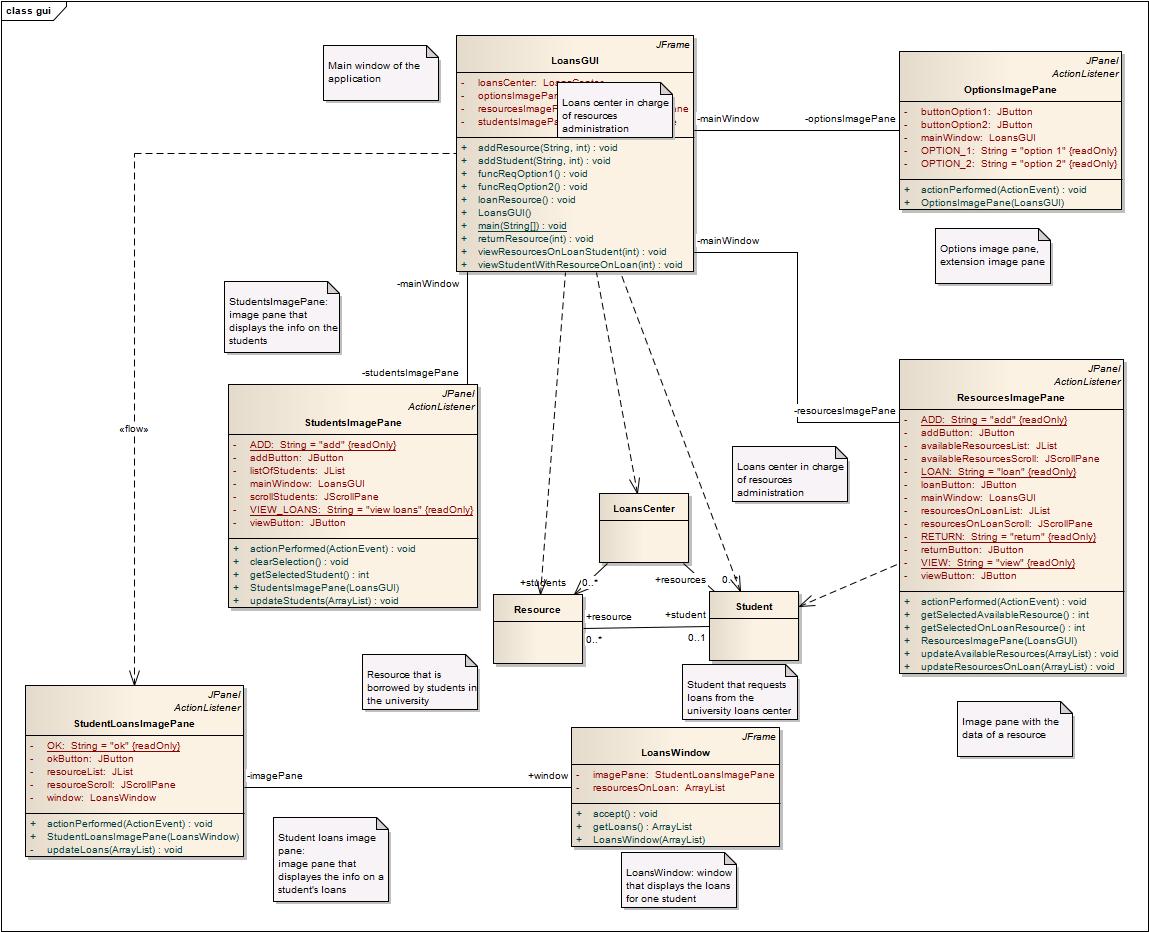 class gui
Main window of the
application
JFrame
LoansGUI
- loansCenter: LoansCenter
- optionsImagePan
- resourcesImageP ne
- studentsImagePa e
Loans center in charge
of resources
administration
+ addResource(String, int) : void
+ addStudent(String, int) : void
+ funcReqOption1() : void
+ funcReqOption2() : void
+ loanResource() : void
+ LoansGUI()
+ main(String[]) : void
+ returnResource(int) : void
+ viewResourcesOnLoanStudent(int) : void
+ viewStudentWithResourceOnLoan(int) : void
-mainWindow
-optionsImagePane
JPanel
ActionListener
OptionsImagePane
- buttonOption1: JButton
- buttonOption2: JButton
- mainWindow: LoansGUI
- OPTION_1: String = "option 1" {readOnly}
- OPTION_2: String = "option 2" {readOnly}
+ actionPerformed(ActionEvent) : void
+ OptionsImagePane(LoansGUI)
-mainWindow
Options image pane,
extension image pane
-mainWindow
StudentsImagePane:
image pane that
displays the info on the
students
-studentsImagePane
«flow»
JPanel
ActionListener
StudentsImagePane
- ADD: String = "add" {readOnly}
- addButton: JButton
- listOfStudents: JList
- mainWindow: LoansGUI
- scrollStudents: JScrollPane
- VIEW_LOANS: String = "view loans" {readOnly}
- viewButton: JButton
+ actionPerformed(ActionEvent) : void
+ clearSelection() : void
+ getSelectedStudent() : int
+ StudentsImagePane(LoansGUI)
+ updateStudents(ArrayList) : void
-resourcesImagePane
JPanel
ActionListener
ResourcesImagePane
- ADD: String = "add" {readOnly}
- addButton: JButton
- availableResourcesList: JList
- availableResourcesScroll: JScrollPane
- LOAN: String = "loan" {readOnly}
- loanButton: JButton
- mainWindow: LoansGUI
- resourcesOnLoanList: JList
- resourcesOnLoanScroll: JScrollPane
- RETURN: String = "return" {readOnly}
- returnButton: JButton
- VIEW: String = "view" {readOnly}
- viewButton: JButton
+ actionPerformed(ActionEvent) : void
+ getSelectedAvailableResource() : int
+ getSelectedOnLoanResource() : int
+ ResourcesImagePane(LoansGUI)
+ updateAvailableResources(ArrayList) : void
+ updateResourcesOnLoan(ArrayList) : void
Loans center in charge
of resources
administration
LoansCenter
+students 0..*
+resources 0..*
Resource
+resource
0..*
+student
0..1
Student
Resource that is
borrowed by students in
the university
Student that requests
loans from the
university loans center
Image pane with the
data of a resource
JPanel
ActionListener
StudentLoansImagePane
- OK: String = "ok" {readOnly}
- okButton: JButton
- resourceList: JList
- resourceScroll: JScrollPane
- window: LoansWindow
+ actionPerformed(ActionEvent) : void
+ StudentLoansImagePane(LoansWindow)
- updateLoans(ArrayList) : void
-imagePane
+window
JFrame
LoansWindow
- imagePane: StudentLoansImagePane
- resourcesOnLoan: ArrayList
+ accept() : void
+ getLoans() : ArrayList
+ LoansWindow(ArrayList)
Student loans image
pane:
image pane that
displayes the info on a
student's loans
LoansWindow: window
that displays the loans
for one student